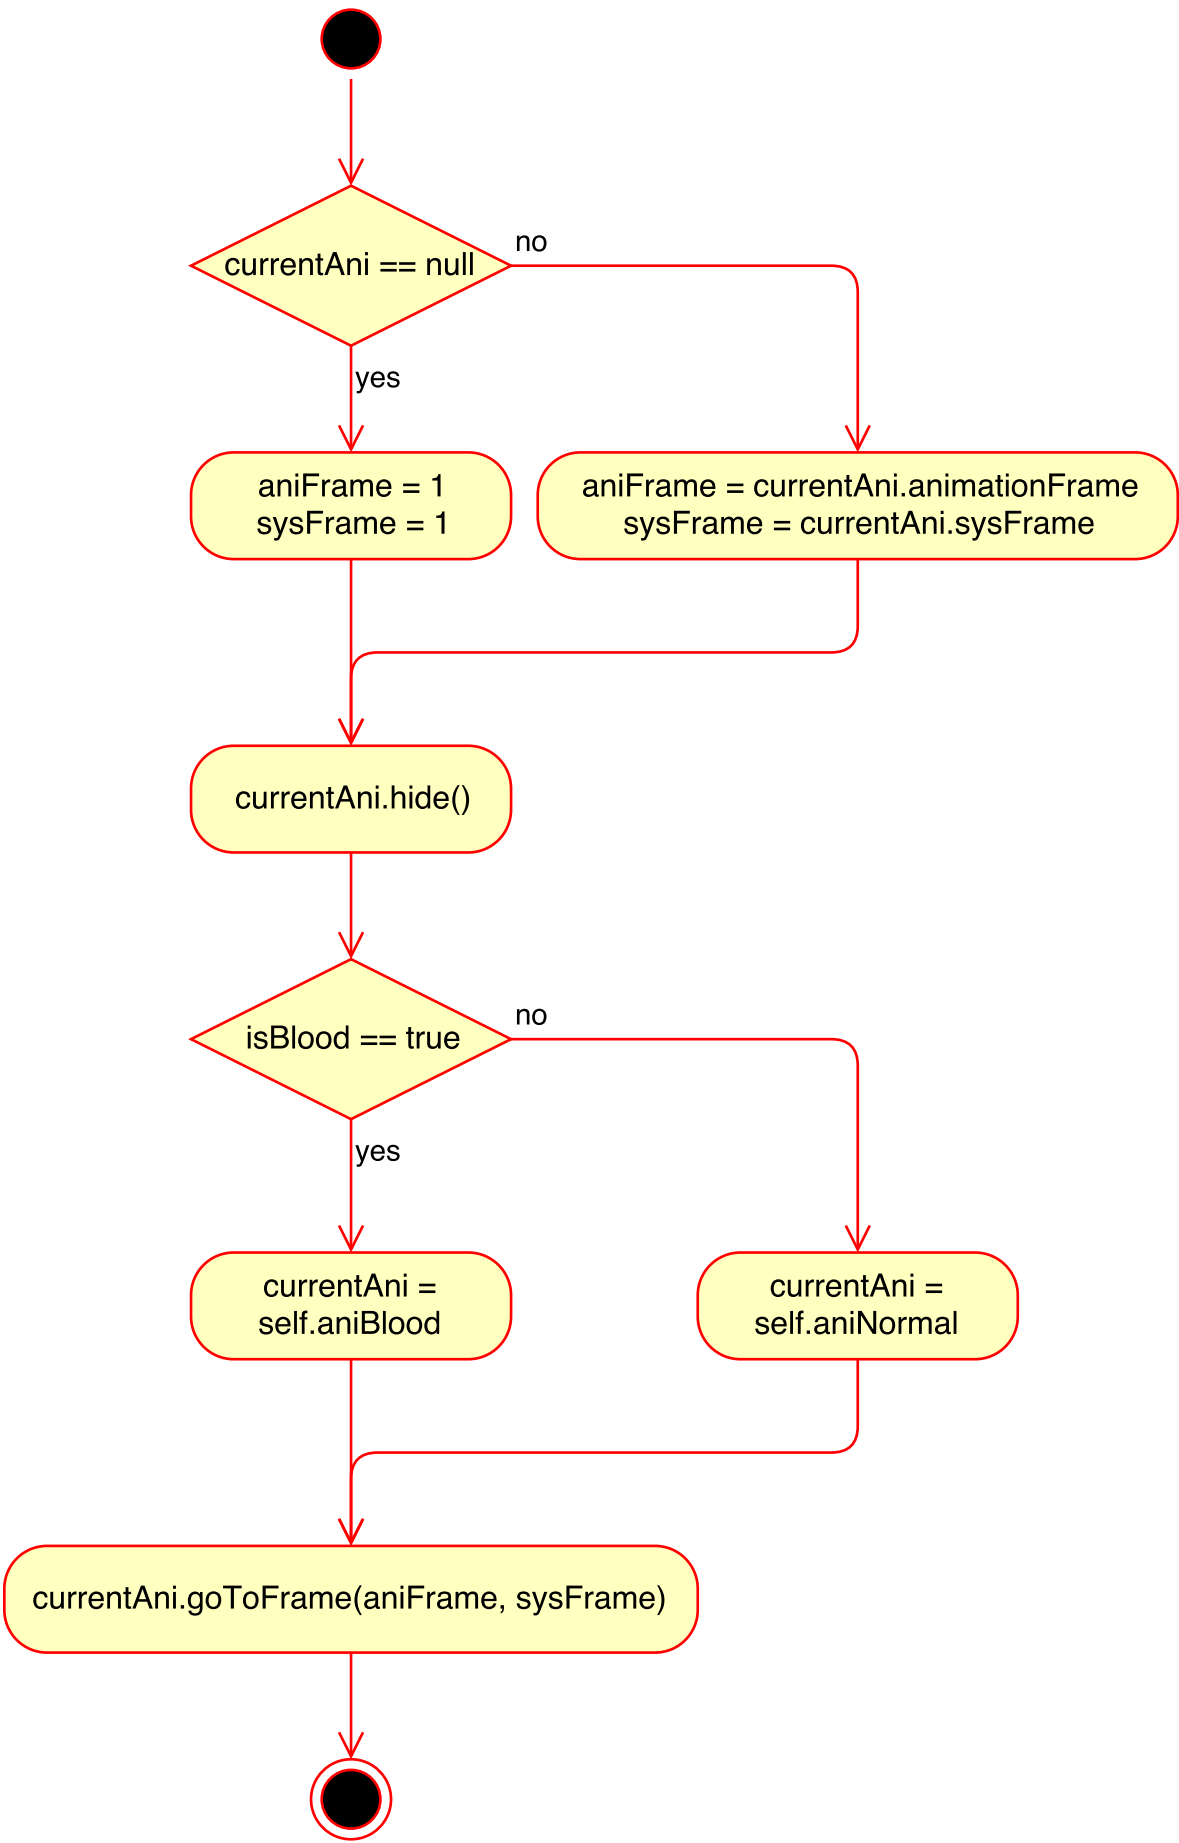 currentAni == null
no
yes
aniFrame = 1
sysFrame = 1
aniFrame = currentAni.animationFrame
sysFrame = currentAni.sysFrame
currentAni.hide()
isBlood == true
no
yes
currentAni =
self.aniBlood
currentAni =
self.aniNormal
currentAni.goToFrame(aniFrame, sysFrame)